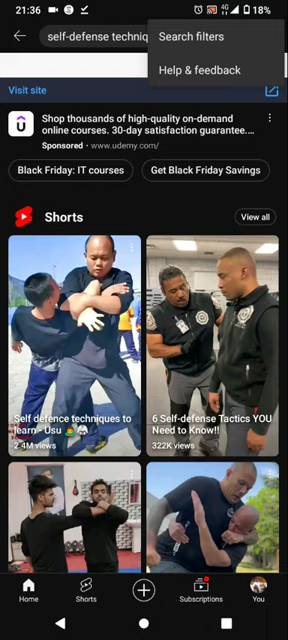 21:36
4G
18%
self-defense techniq
Search filters
Help & feedback
Visit site
Shop thousands of high-quality on-demand
online courses. 30-day satisfaction guarantee....
Sponsored • www.udemy.com/
Black Friday: IT courses
Get Black Friday Savings
Shorts
View all
Self defence techniques to
learn - Usu
2.4M views
6 Self-defense Tactics YOU
Need to Know!!
322K views
Home
Shorts
Subscriptions
You